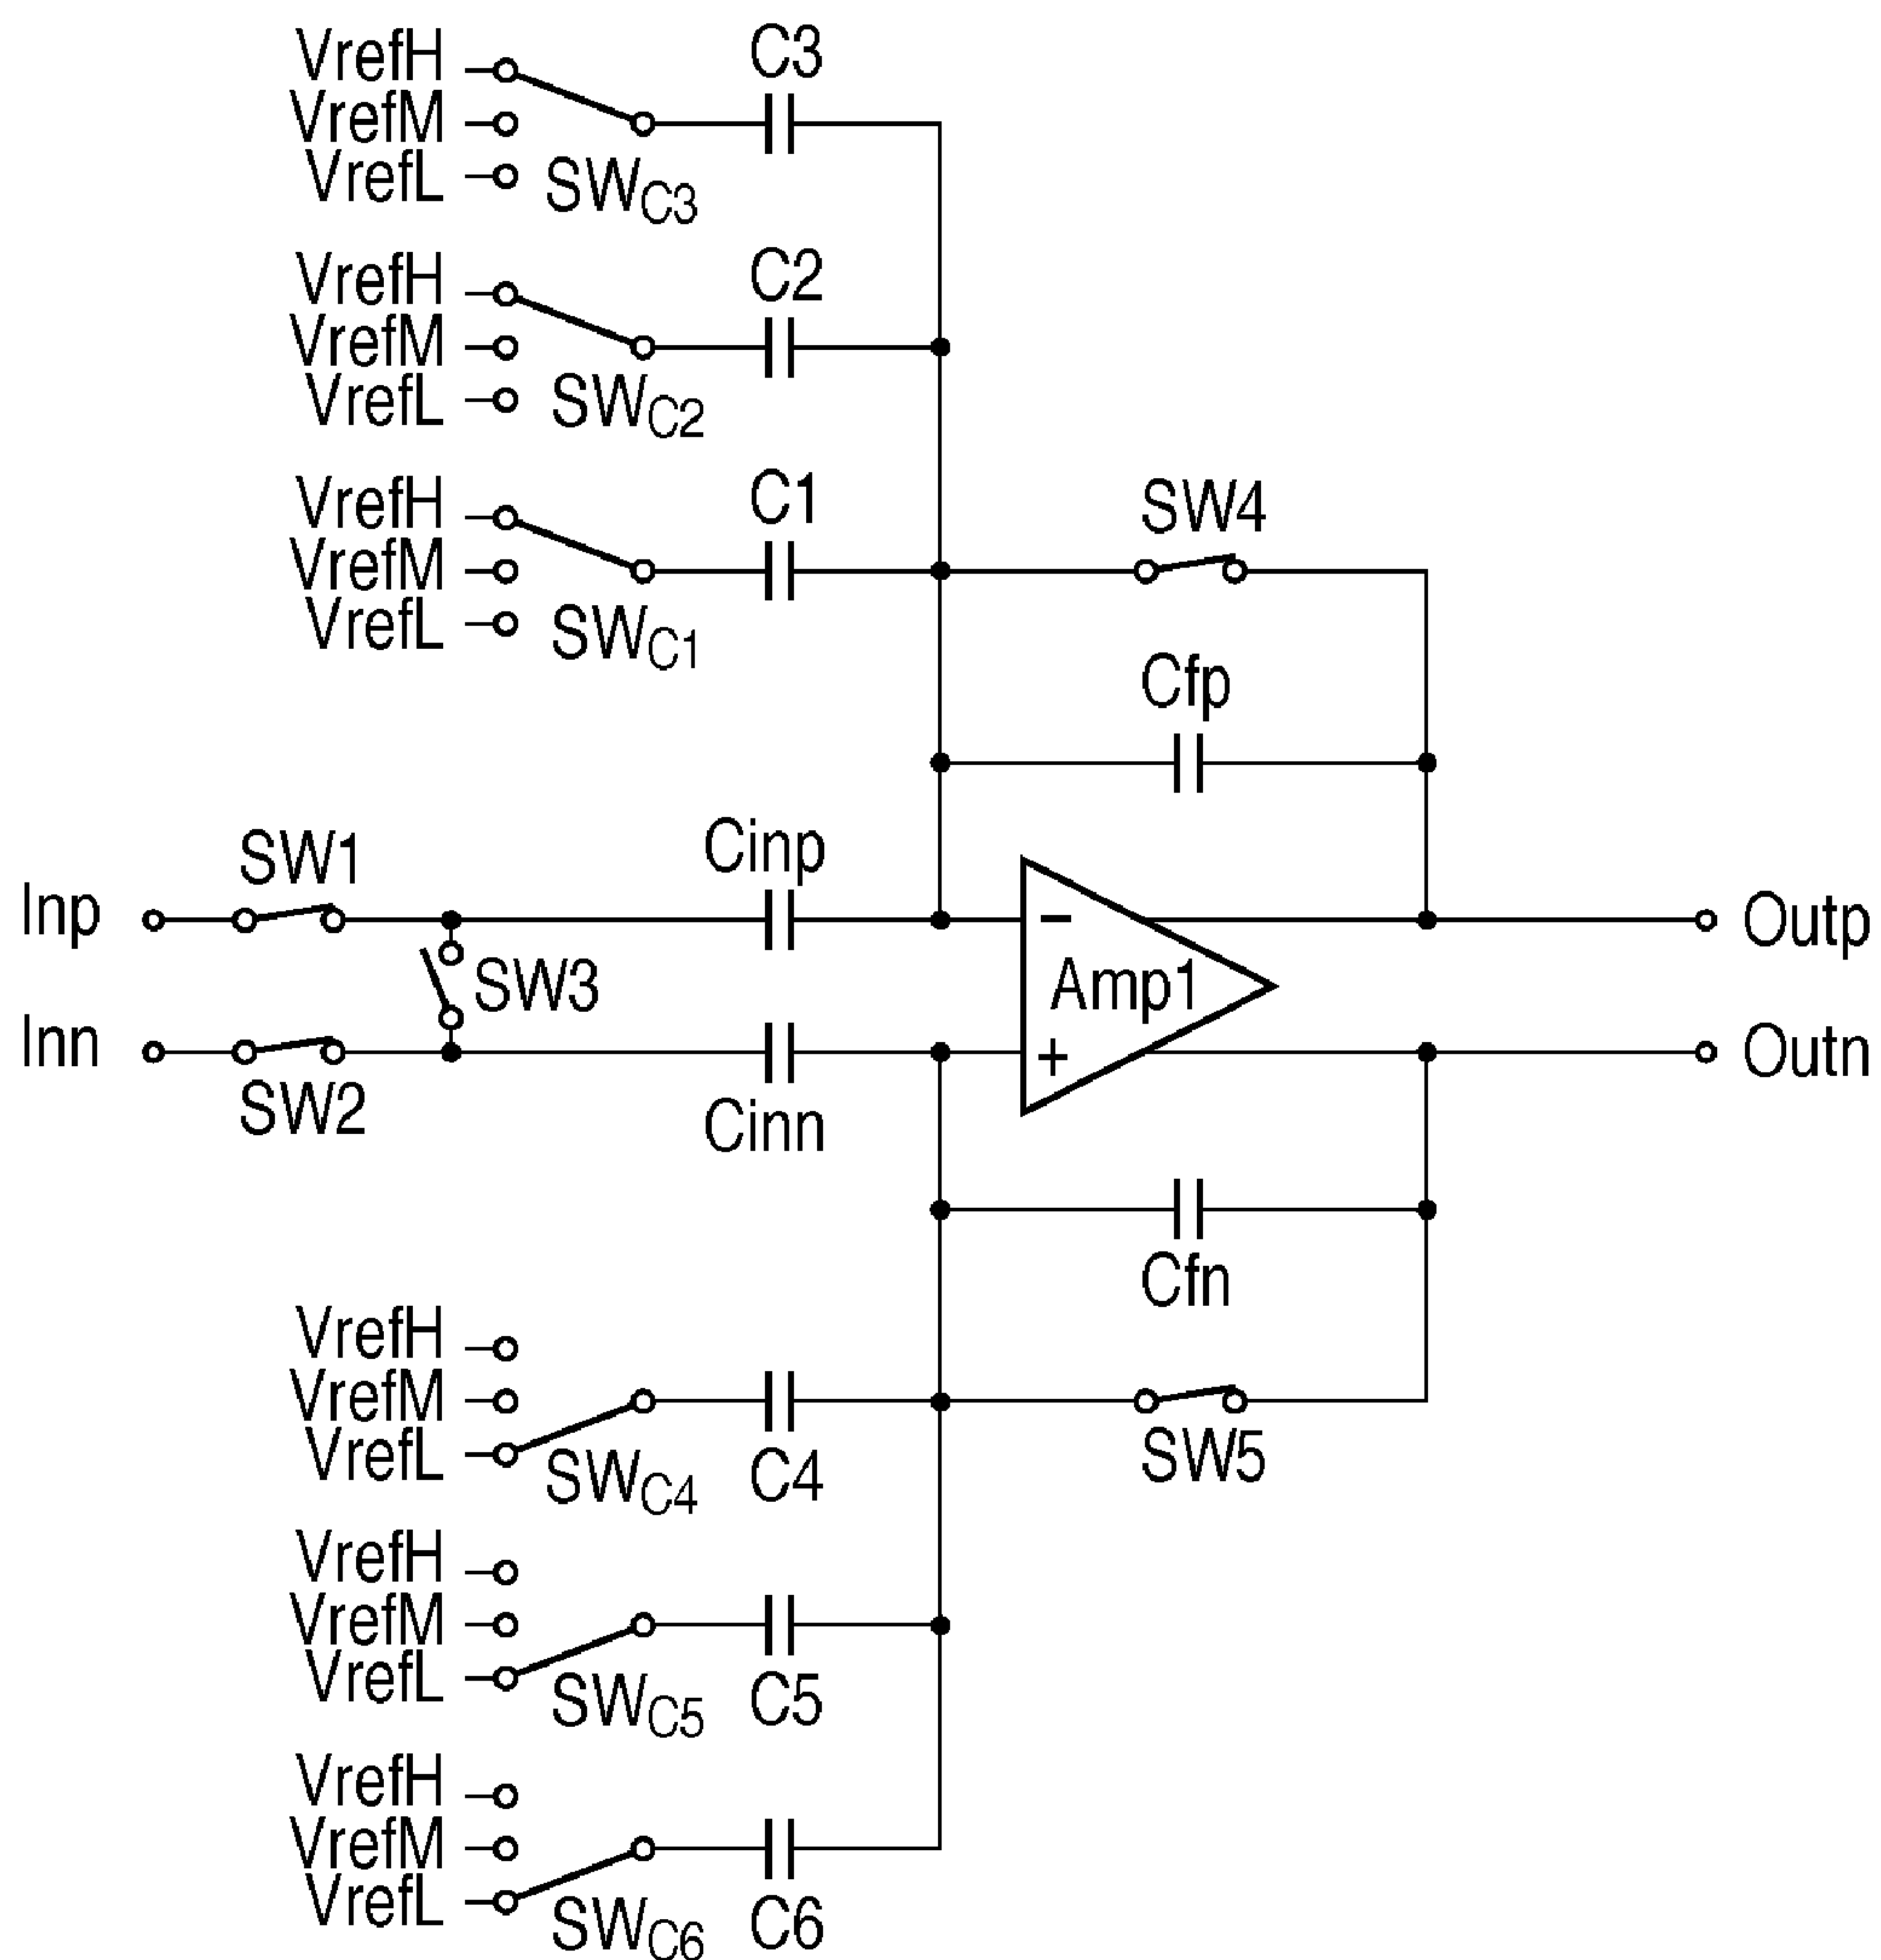 C3
VrefH
VrefM
VrefL
SWC3
C2
VrefH
VrefM
VrefL
SWC2
C1
VrefH
VrefM
VrefL
SWC1
SW4
Cfp
Cinp
SW1
Inp
Outp
SW3
Amp1
−
+
Inn
Outn
SW2
Cinn
Cfn
VrefH
VrefM
VrefL
SWC4
C4
SW5
VrefH
VrefM
VrefL
SWC5
C5
VrefH
VrefM
VrefL
SWC6
C6